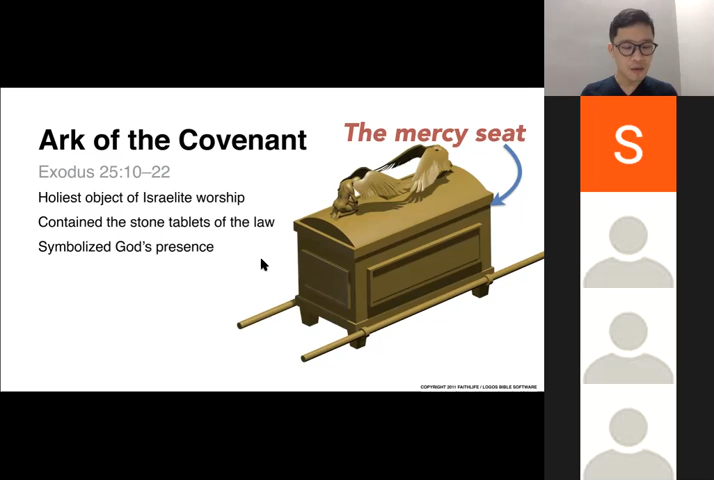 Ark of the Covenant
The mercy seat
Exodus 25:10–22
Holiest object of Israelite worship
Contained the stone tablets of the law
Symbolized God’s presence
S
COPYRIGHT 2011 FAITHLIFE / LOGOS BIBLE SOFTWARE